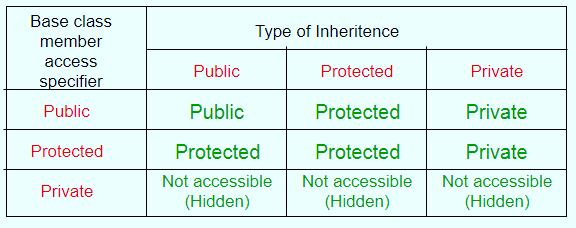 Base class
member
access
specifier
Type of Inheritence
Public Protected Private
Public Public Protected Private
Protected Protected Protected Private
Private Not accessible (Hidden) Not accessible (Hidden) Not accessible (Hidden)